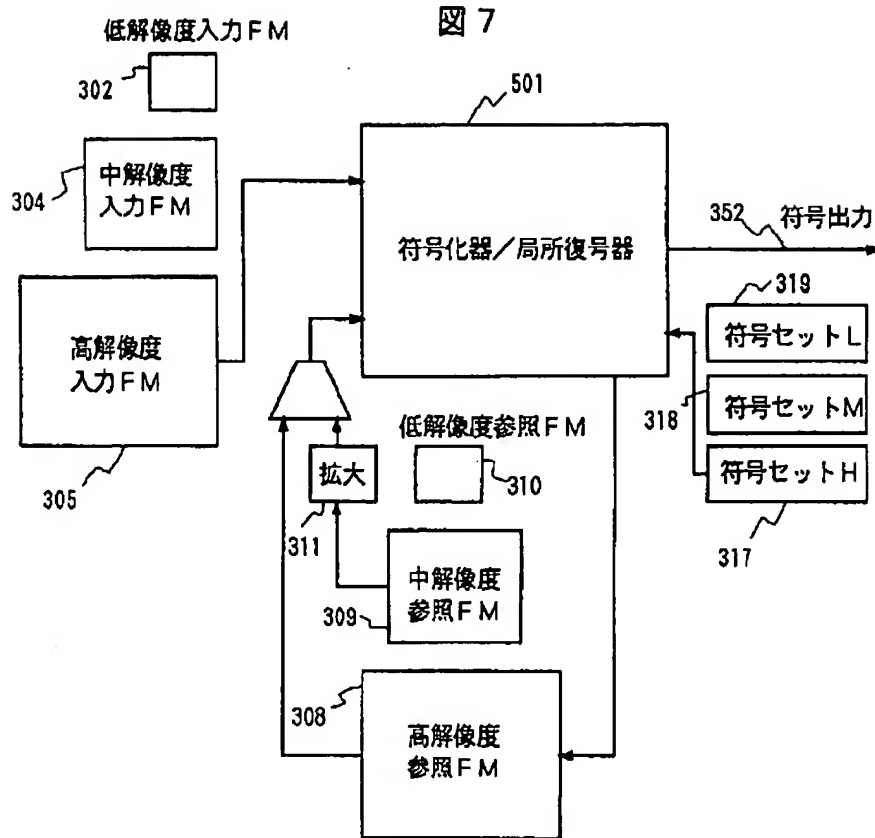 図７
低解像度入力ＦＭ
302
501
中解像度
入力ＦＭ
304
符号化器／局所復号器
352
符号出力
319
符号セットＬ
高解像度
入力ＦＭ
305
318
符号セットＭ
低解像度参照ＦＭ
拡大
310
符号セットＨ
311
317
中解像度
参照ＦＭ
309
308
高解像度
参照ＦＭ